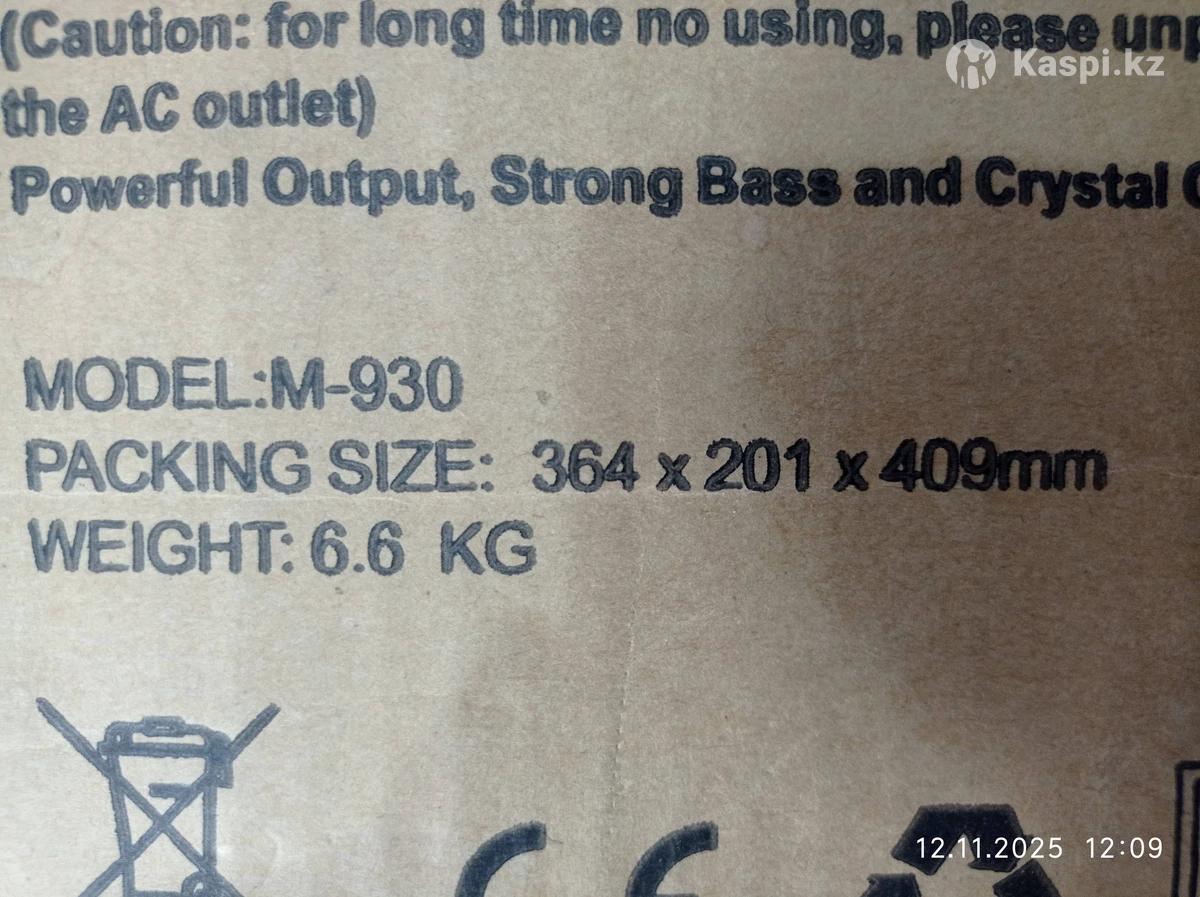 (Caution: for long time no using, please
Kaspi.kz
the AC outlet)
Powerful Output, Strong Bass and Crystal
MODEL:M-930
PACKING SIZE: 364 x 201 x 409mm
WEIGHT: 6.6 KG
CE
12.11.2025 12:09